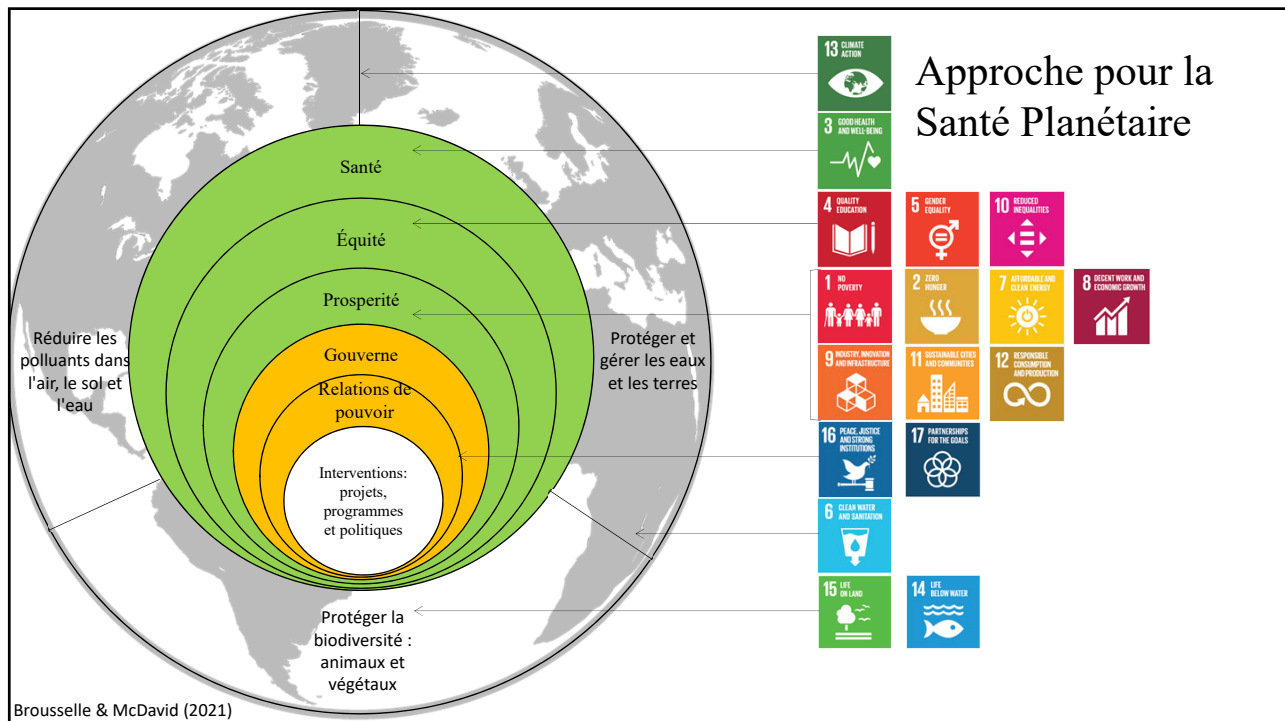 Approche pour la
Santé Planétaire
Santé
Équité
Prosperité
Gouverne
Relations de
pouvoir
Interventions:
projets,
programmes
et politiques
Réduire les
polluants dans
l'air, le sol et
l'eau
Protéger et
gérer les eaux
et les terres
Protéger la
biodiversité :
animaux et
végétaux
13 CLIMATE
ACTION
3 GOOD HEALTH
AND WELL-BEING
4 QUALITY
EDUCATION
5 GENDER
EQUALITY
10 REDUCED
INEQUALITIES
1 NO
POVERTY
2 ZERO
HUNGER
7 AFFORDABLE AND
CLEAN ENERGY
8 DECENT WORK AND
ECONOMIC GROWTH
9 INDUSTRY, INNOVATION
AND INFRASTRUCTURE
11 SUSTAINABLE CITIES
AND COMMUNITIES
12 RESPONSIBLE
CONSUMPTION
AND PRODUCTION
16 PEACE, JUSTICE
AND STRONG
INSTITUTIONS
17 PARTNERSHIPS
FOR THE GOALS
6 CLEAN WATER
AND SANITATION
15 LIFE
ON LAND
14 LIFE
BELOW WATER
Brousselle & McDavid (2021)